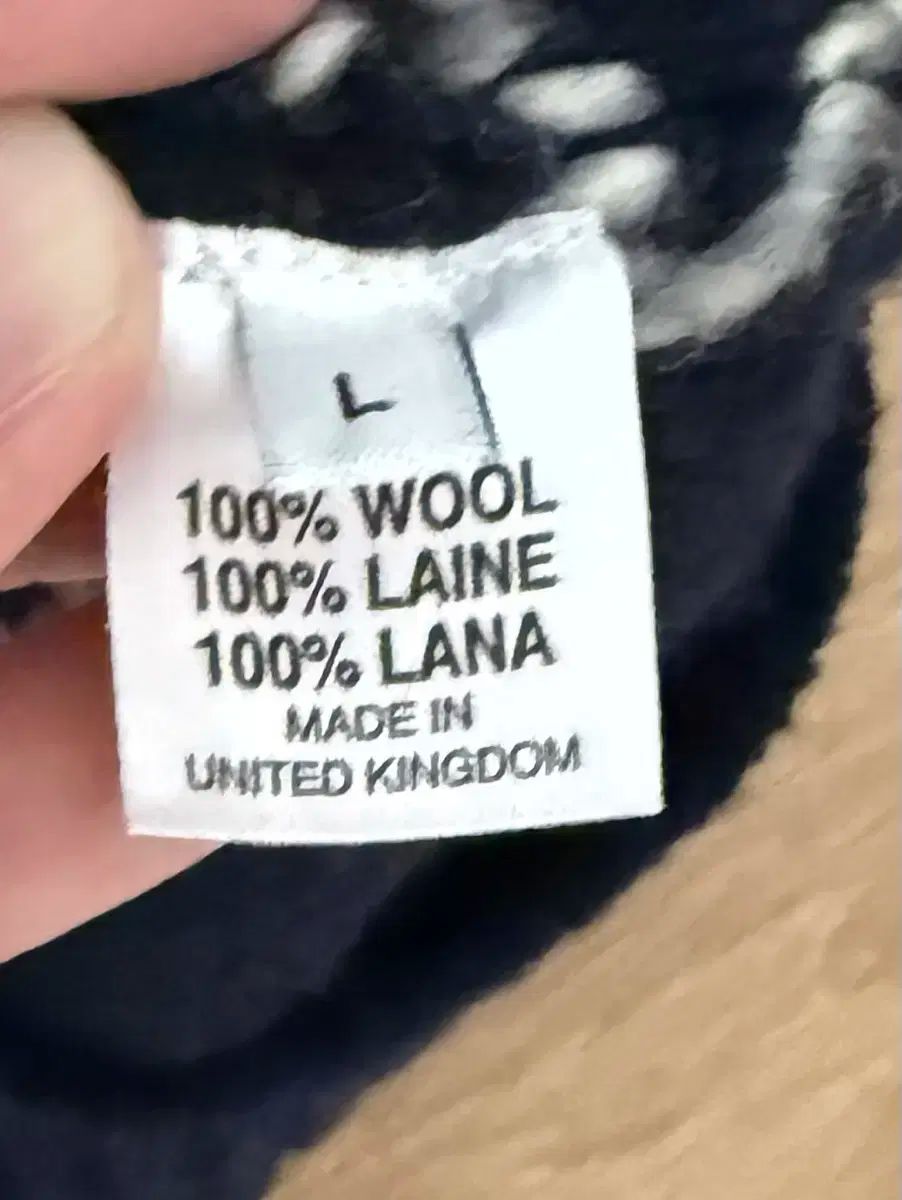 L
100% WOOL
100% LAINE
100% LANA
MADE IN
UNITED KINGDOM